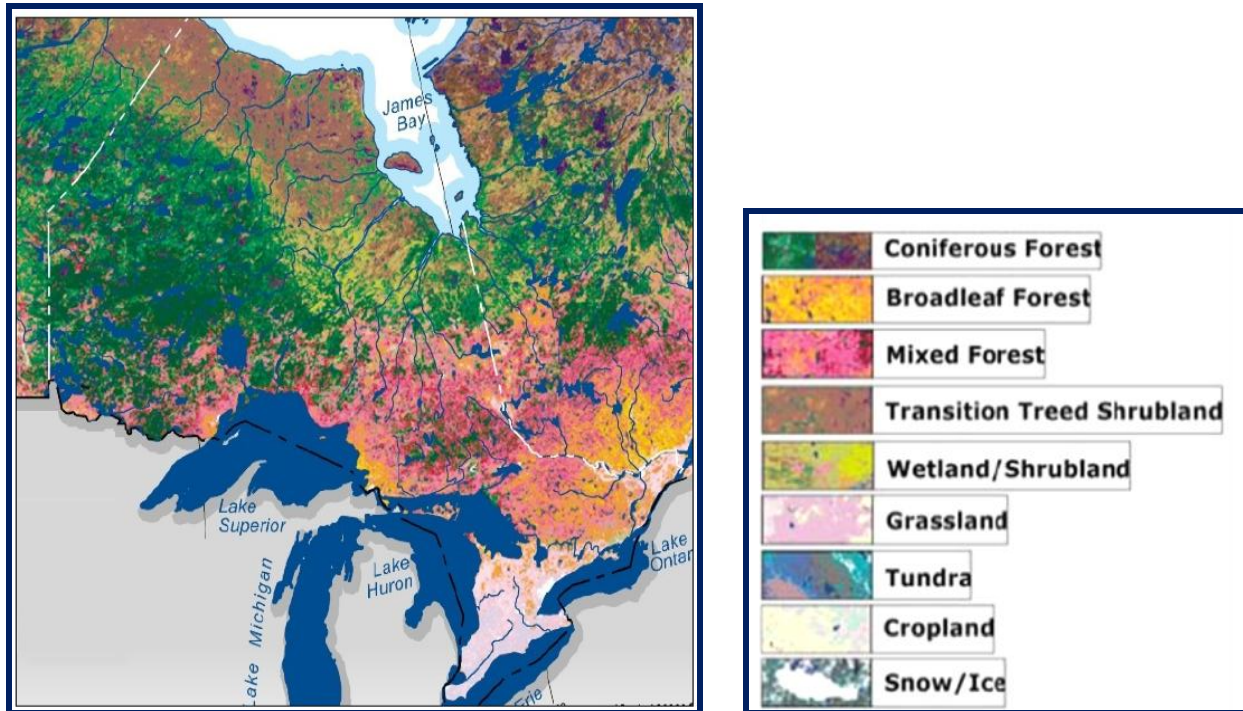 James
Bay
Lake
Superior
Lake Michigan
Lake
Huron
Lake
Ontar
Erie
Coniferous Forest
Broadleaf Forest
Mixed Forest
Transition Treed Shrubland
Wetland/Shrubland
Grassland
Tundra
Cropland
Snow/Ice